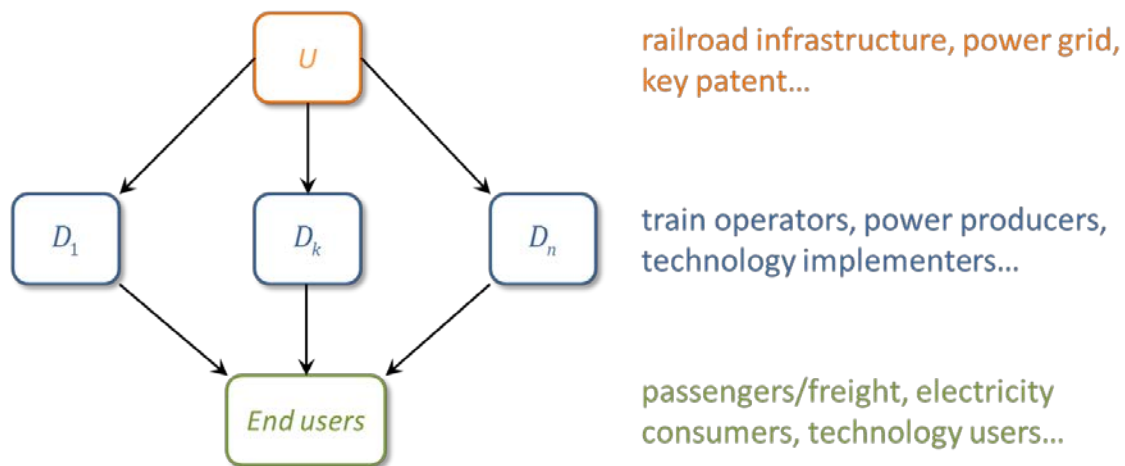 U
railroad infrastructure, power grid,
key patent...
D1
Dk
Dn
train operators, power producers,
technology implementers...
End users
passengers/freight, electricity
consumers, technology users...